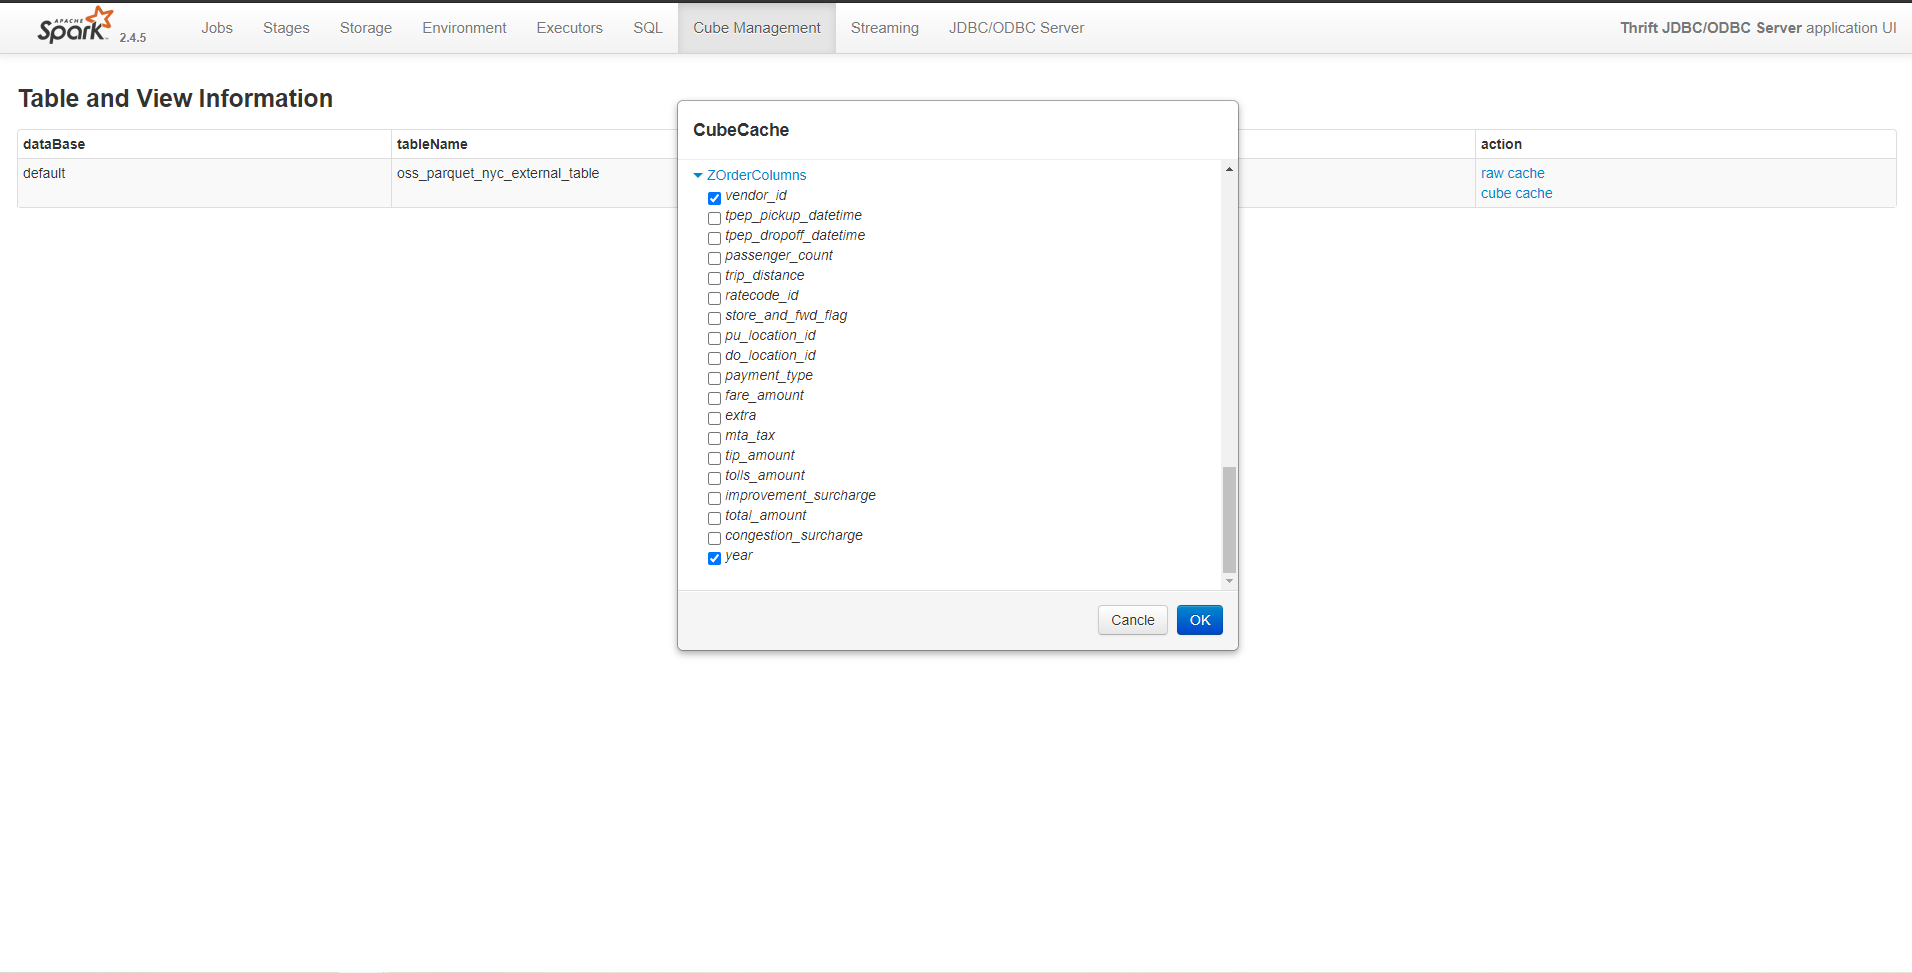 APACHE
Spark 2.4.5 Jobs Stages Storage Environment Executors SQL Cube Management Streaming JDBC/ODBC Server Thrift JDBC/ODBC Server application UI
Table and View Information
dataBase tableName action
default oss_parquet_nyc_external_table raw cache
cube cache
CubeCache
ZOrderColumns
vendor_id
tpep_pickup_datetime
tpep_dropoff_datetime
passenger_count
trip_distance
ratecode_id
store_and_fwd_flag
pu_location_id
do_location_id
payment_type
fare_amount
extra
mta_tax
tip_amount
tolls_amount
improvement_surcharge
total_amount
congestion_surcharge
year
Cancle OK